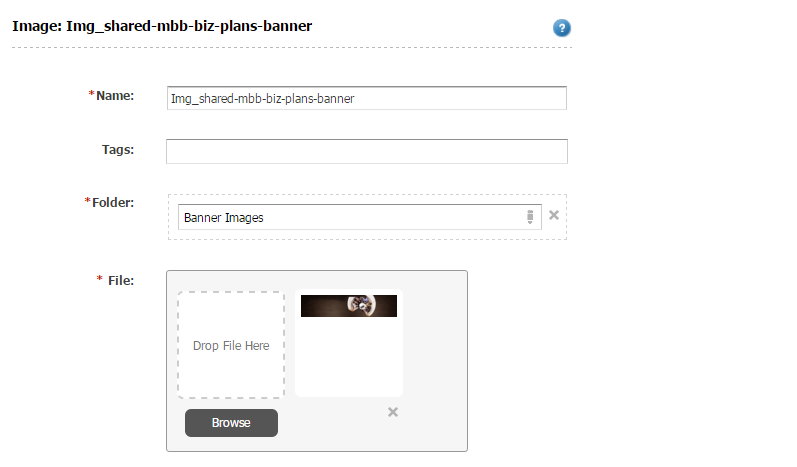 Image: Img_shared-mbb-biz-plans-banner
?
*Name:
Img_shared-mbb-biz-plans-banner
Tags:
*Folder:
Banner Images
* File:
Drop File Here
Browse